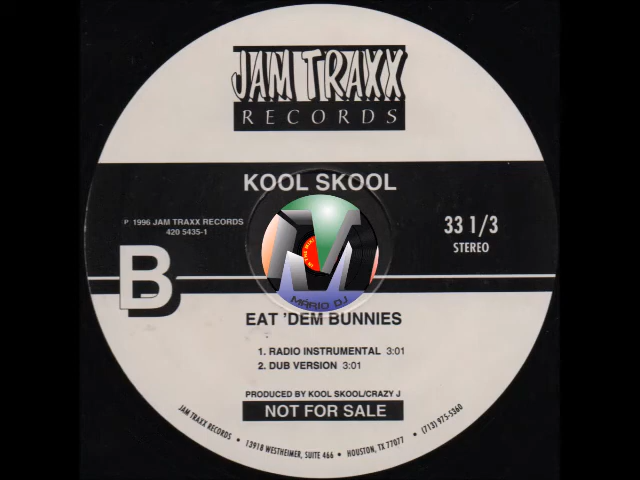 JAM TRAXX
RECORDS
KOOL SKOOL
℗ 1996 JAM TRAXX RECORDS
420 5435-1
33 1/3
STEREO
B
MÁRIO DJ
EAT 'DEM BUNNIES
1. RADIO INSTRUMENTAL 3:01
2. DUB VERSION 3:01
PRODUCED BY KOOL SKOOL/CRAZY J
NOT FOR SALE
JAM TRAXX RECORDS • 13918 WESTHEIMER, SUITE 466 • HOUSTON, TX 77077 • (713) 975-5360